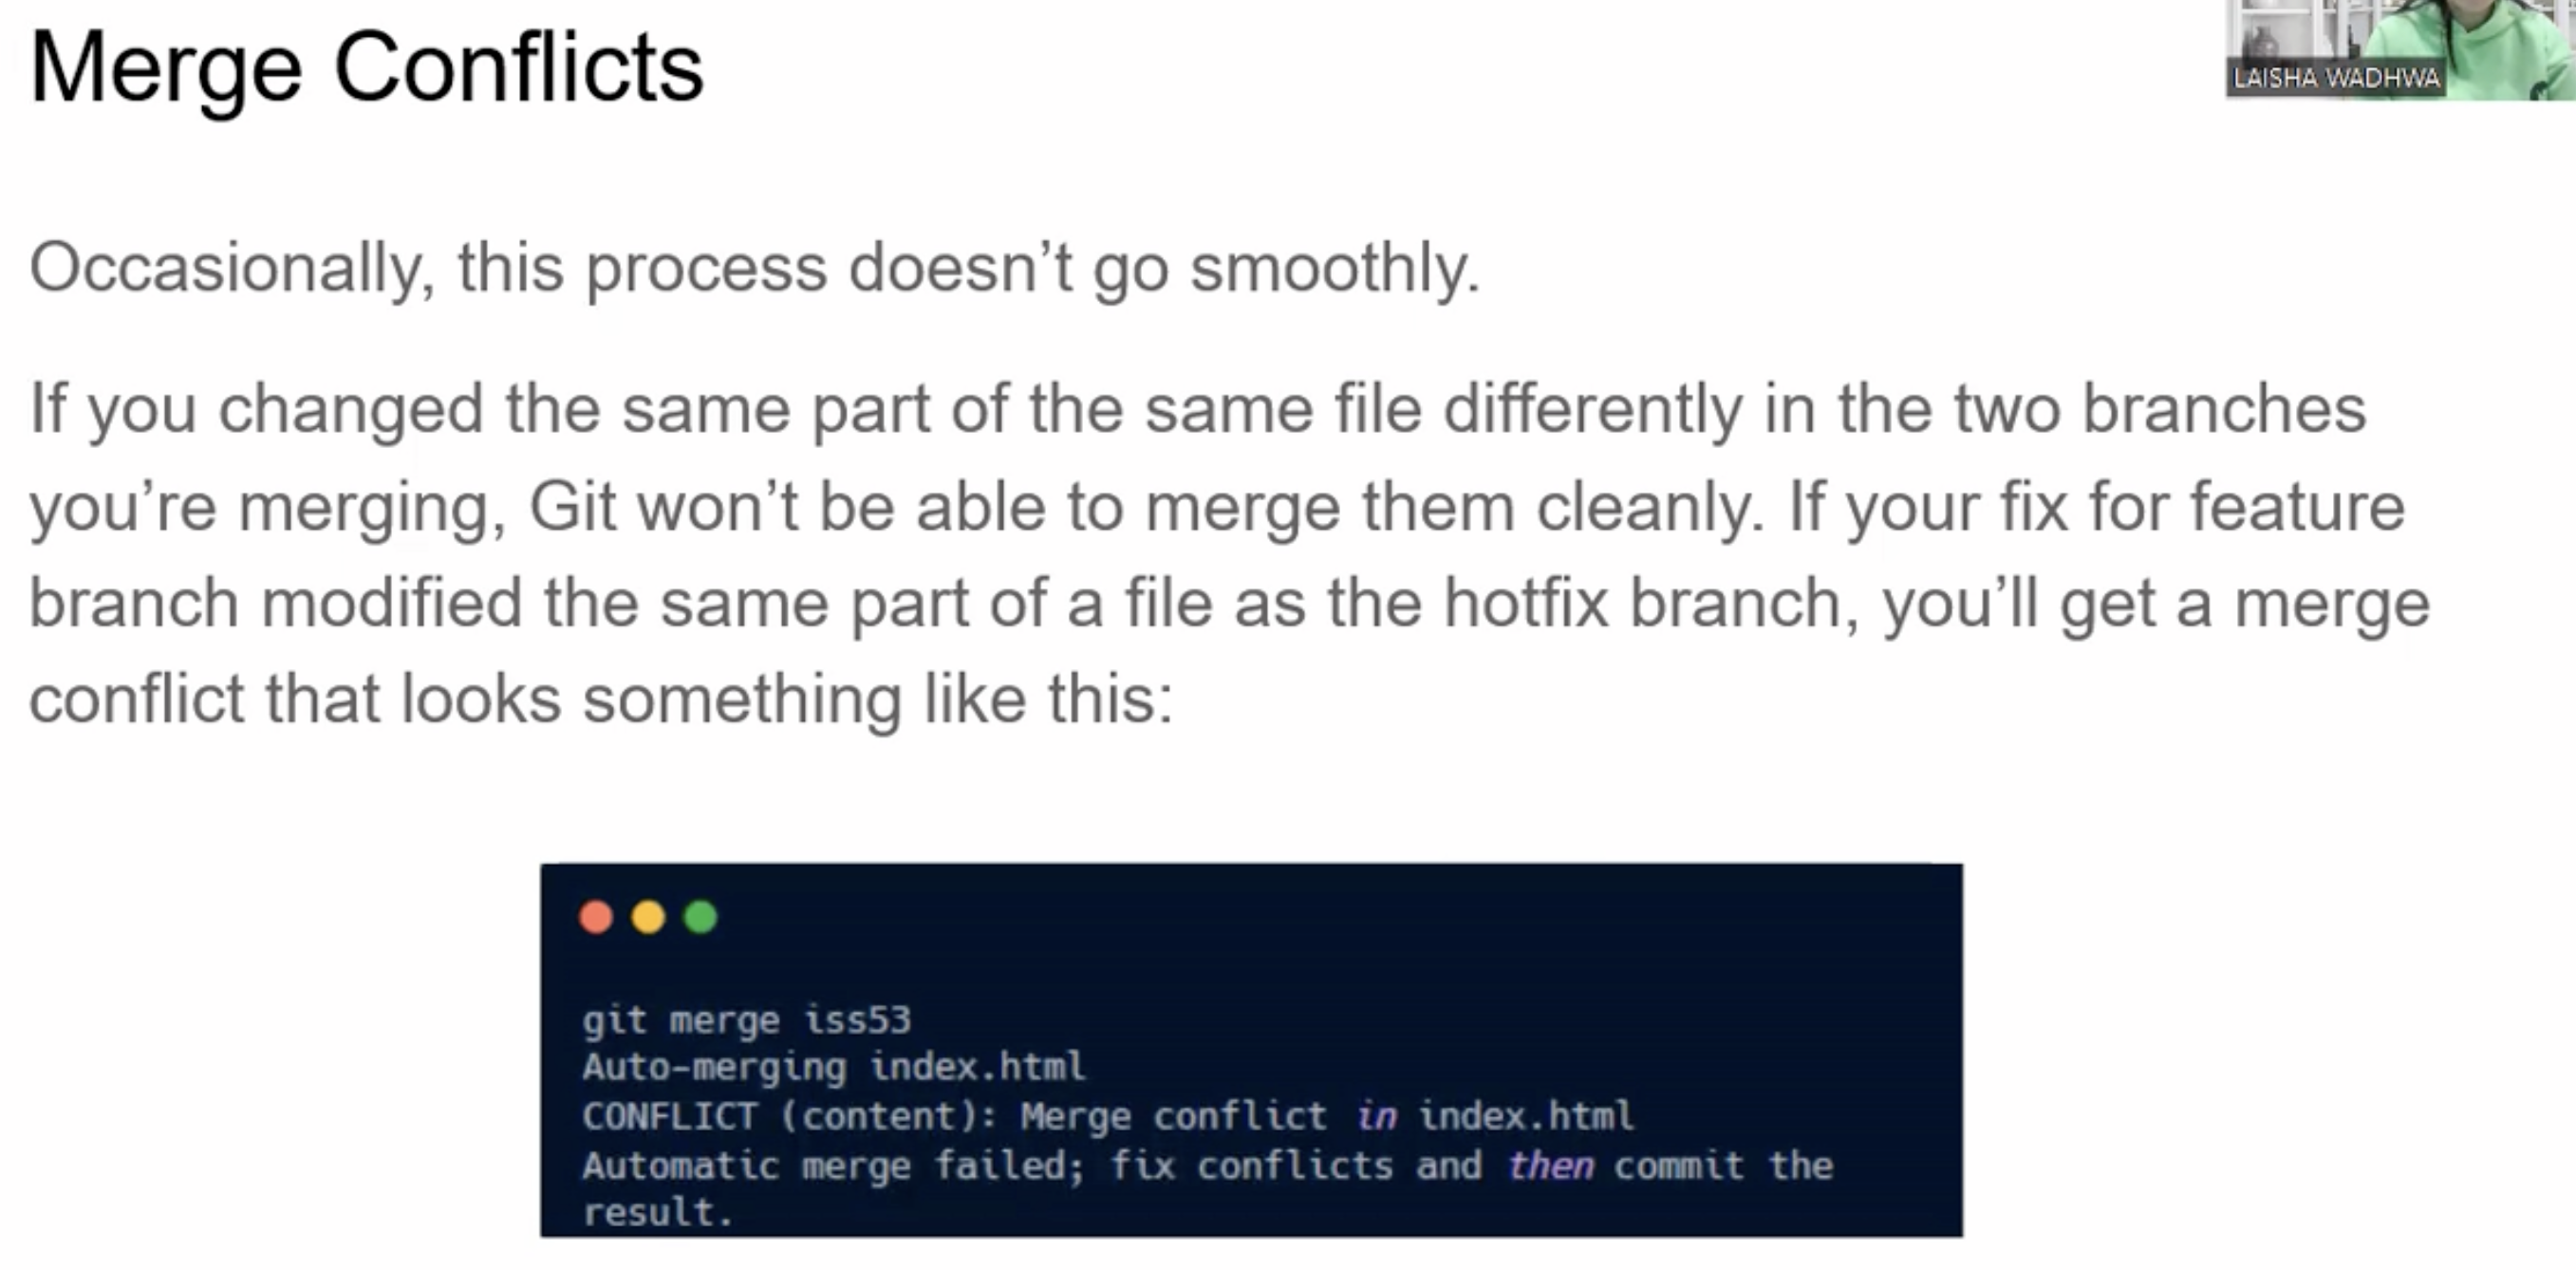 Merge Conflicts
LAISHA WADHWA
Occasionally, this process doesn’t go smoothly.
If you changed the same part of the same file differently in the two branches
you’re merging, Git won’t be able to merge them cleanly. If your fix for feature
branch modified the same part of a file as the hotfix branch, you’ll get a merge
conflict that looks something like this:
git merge iss53
Auto-merging index.html
CONFLICT (content): Merge conflict in index.html
Automatic merge failed; fix conflicts and then commit the
result.